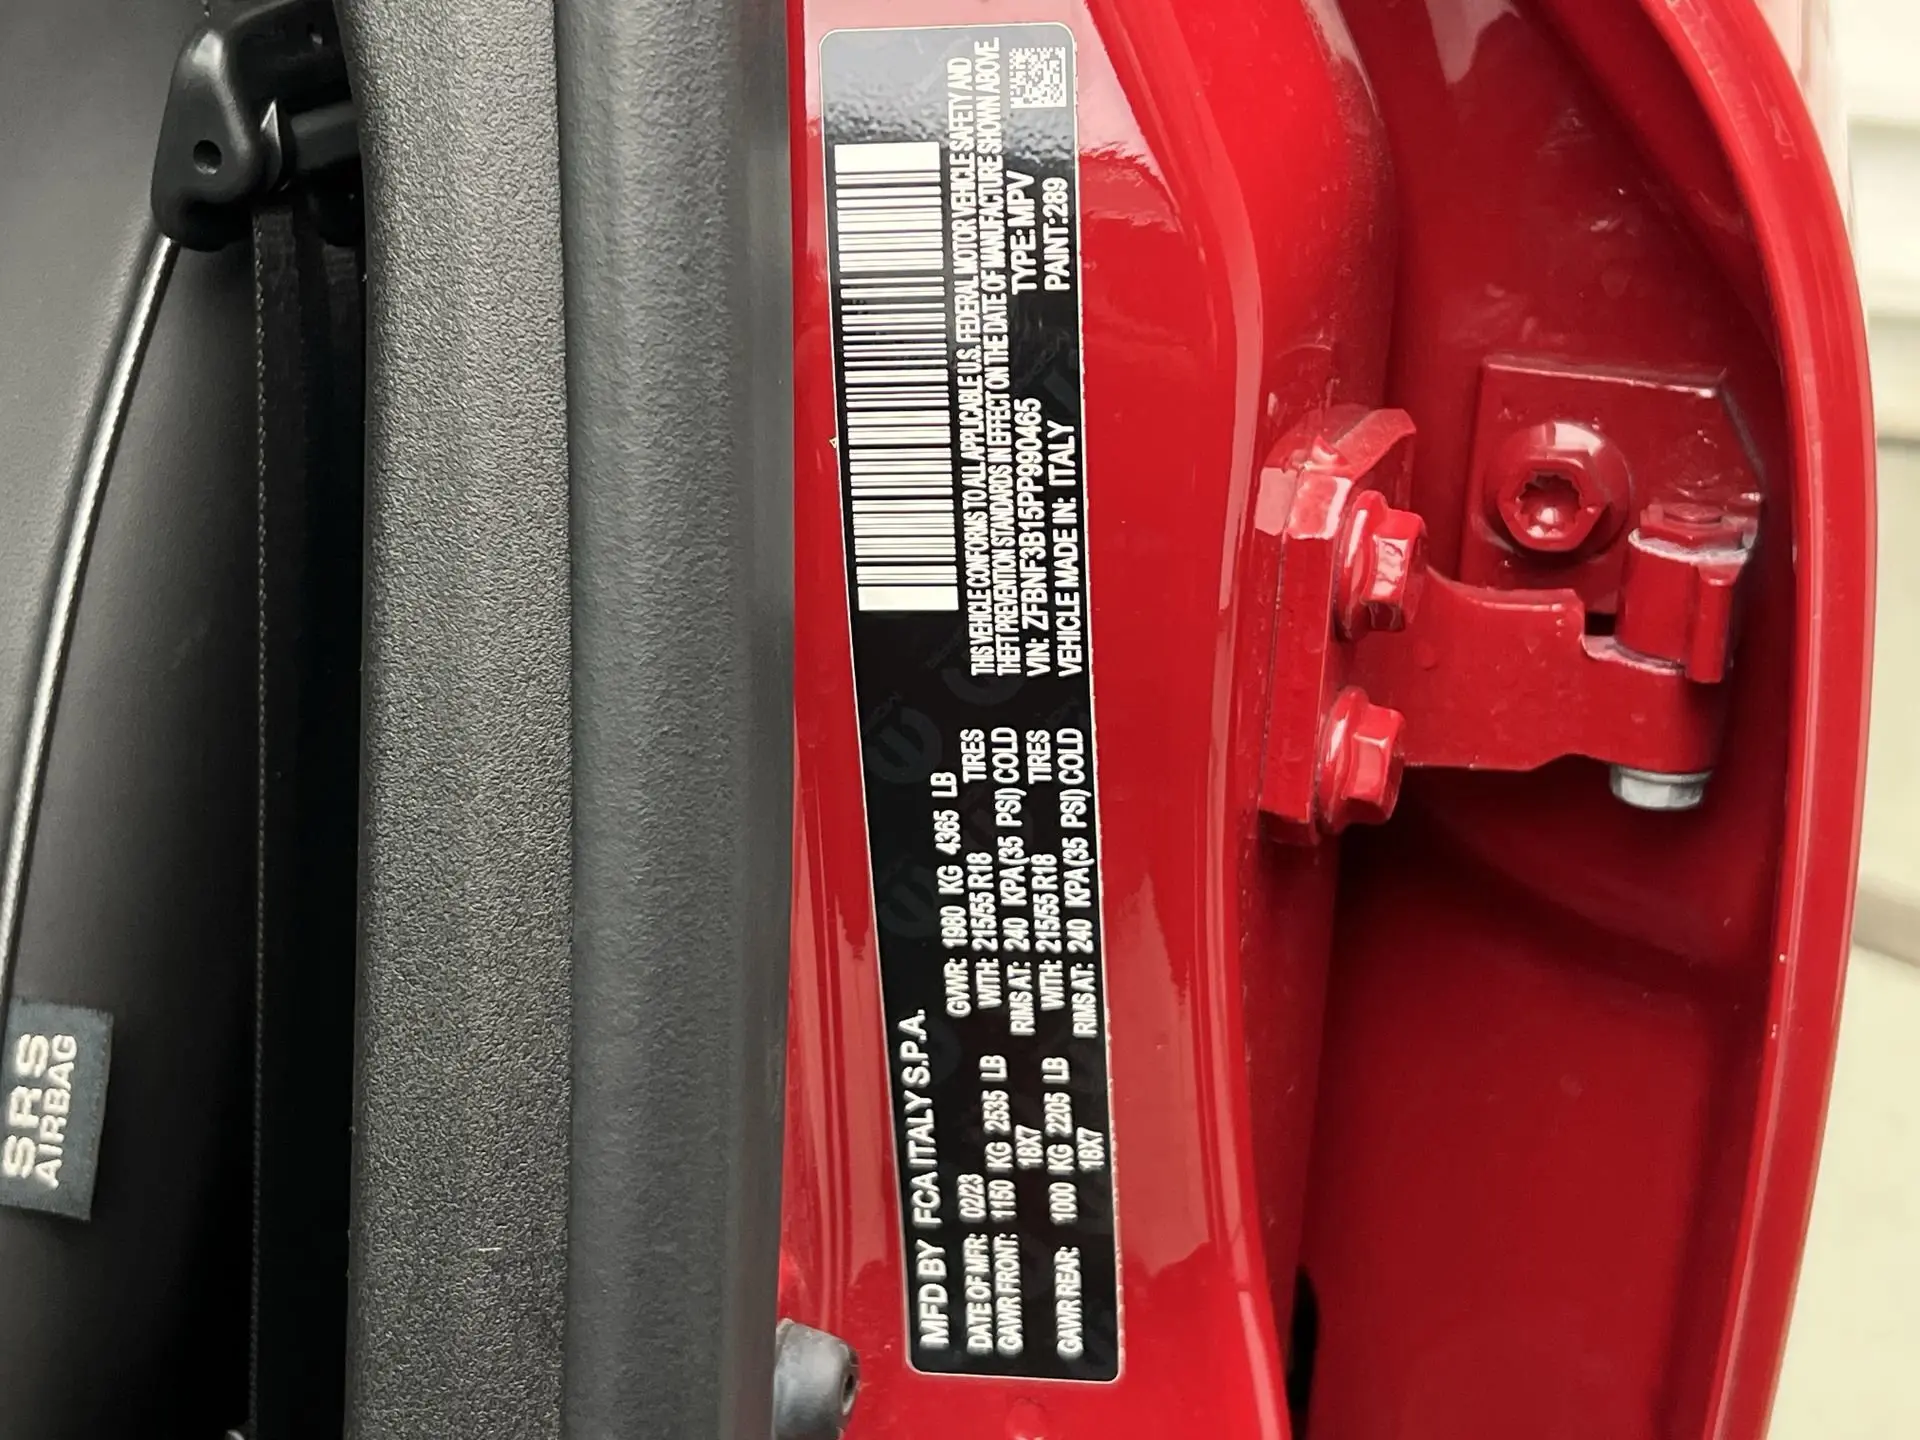 MFD BY FCA ITALY S.P.A.
DATE OF MFR: 02/23 GVWR: 1980 KG 4365 LB
GAWR FRONT: 1150 KG 2535 LB WITH: 215/55 R18 TIRES
18X7 RIMS AT: 240 KPA(35 PSI) COLD
GAWR REAR: 1000 KG 2205 LB WITH: 215/55 R18 TIRES
18X7 RIMS AT: 240 KPA(35 PSI) COLD
THIS VEHICLE CONFORMS TO ALL APPLICABLE U.S. FEDERAL MOTOR VEHICLE SAFETY AND
THEFT PREVENTION STANDARDS IN EFFECT ON THE DATE OF MANUFACTURE SHOWN ABOVE.
VIN: ZFBNF3B15PP990465 TYPE: MPV
VEHICLE MADE IN: ITALY PAINT:289
SRS
AIRBAG